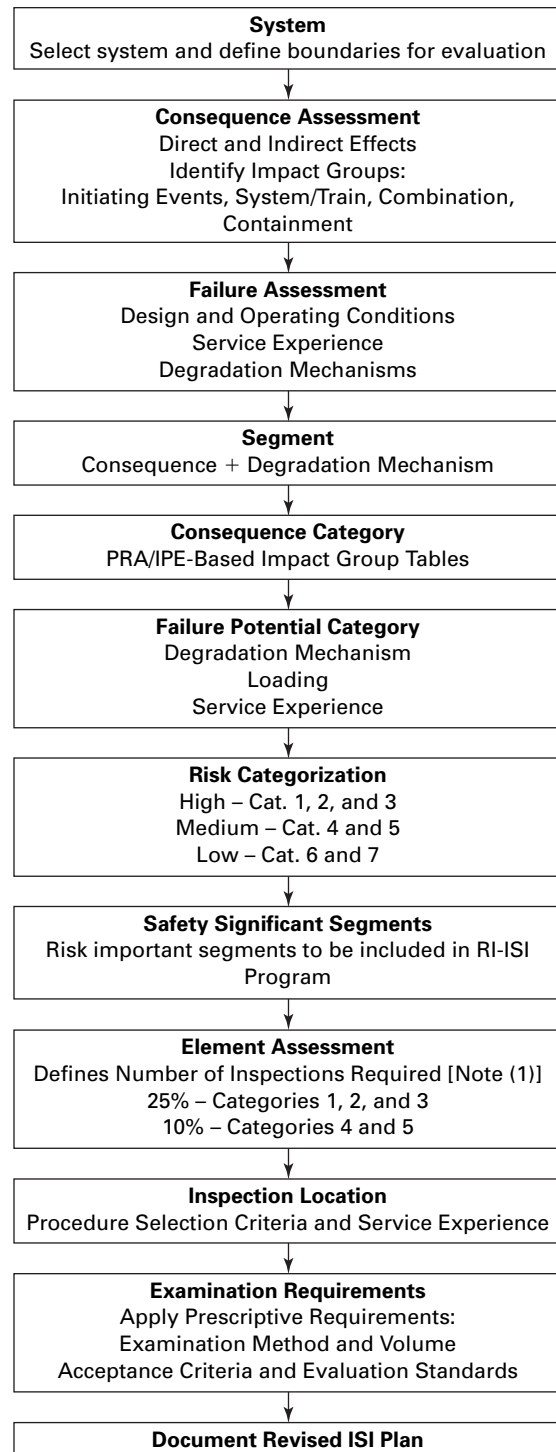 System
Select system and define boundaries for evaluation
Consequence Assessment
Direct and Indirect Effects
Identify Impact Groups:
Initiating Events, System/Train, Combination,
Containment
Failure Assessment
Design and Operating Conditions
Service Experience
Degradation Mechanisms
Segment
Consequence + Degradation Mechanism
Consequence Category
PRA/IPE-Based Impact Group Tables
Failure Potential Category
Degradation Mechanism
Loading
Service Experience
Risk Categorization
High – Cat. 1, 2, and 3
Medium – Cat. 4 and 5
Low – Cat. 6 and 7
Safety Significant Segments
Risk important segments to be included in RI-ISI
Program
Element Assessment
Defines Number of Inspections Required [Note (1)]
25% – Categories 1, 2, and 3
10% – Categories 4 and 5
Inspection Location
Procedure Selection Criteria and Service Experience
Examination Requirements
Apply Prescriptive Requirements:
Examination Method and Volume
Acceptance Criteria and Evaluation Standards
Document Revised ISI Plan